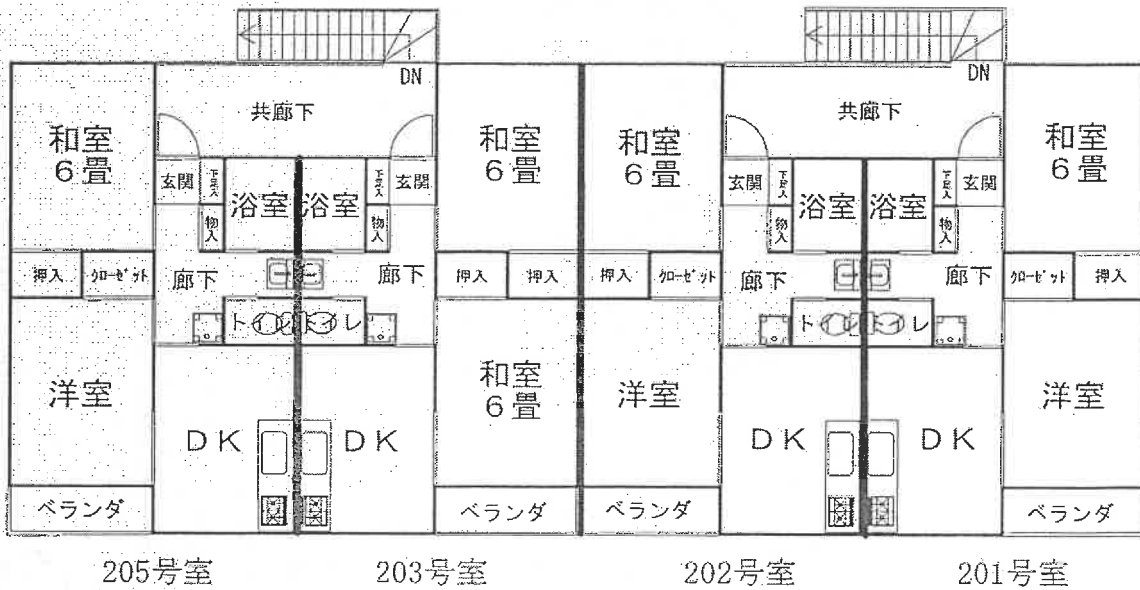 DN
DN
共廊下
共廊下
和室
6畳
和室
6畳
和室
6畳
和室
6畳
玄関
下足入
浴室
浴室
下足入
玄関
玄関
下足入
浴室
浴室
下足入
玄関
物入
物入
物入
物入
押入
クローゼット
廊下
廊下
押入
押入
押入
クローゼット
廊下
廊下
クローゼット
押入
トイレ
トイレ
洋室
和室
6畳
洋室
洋室
DK
DK
DK
DK
ベランダ
ベランダ
ベランダ
ベランダ
205号室
203号室
202号室
201号室